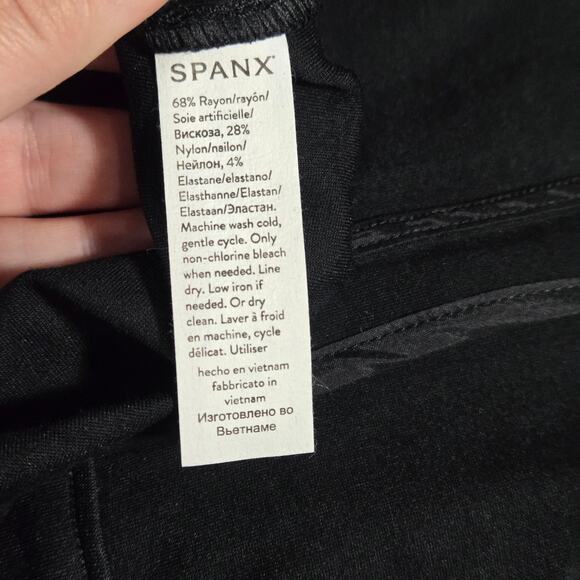 SPANX
68% Rayon/rayón/
Soie artificielle/
Вискоза, 28%
Nylon/nailon/
Нейлон, 4%
Elastane/elastano/
Elasthanne/Elastan/
Elastaan/Эластан.
Machine wash cold,
gentle cycle. Only
non-chlorine bleach
when needed. Line
dry. Low iron if
needed. Or dry
clean. Laver à froid
en machine, cycle
délicat. Utiliser
hecho en vietnam
fabbricato in
vietnam
Изготовлено во
Вьетнаме